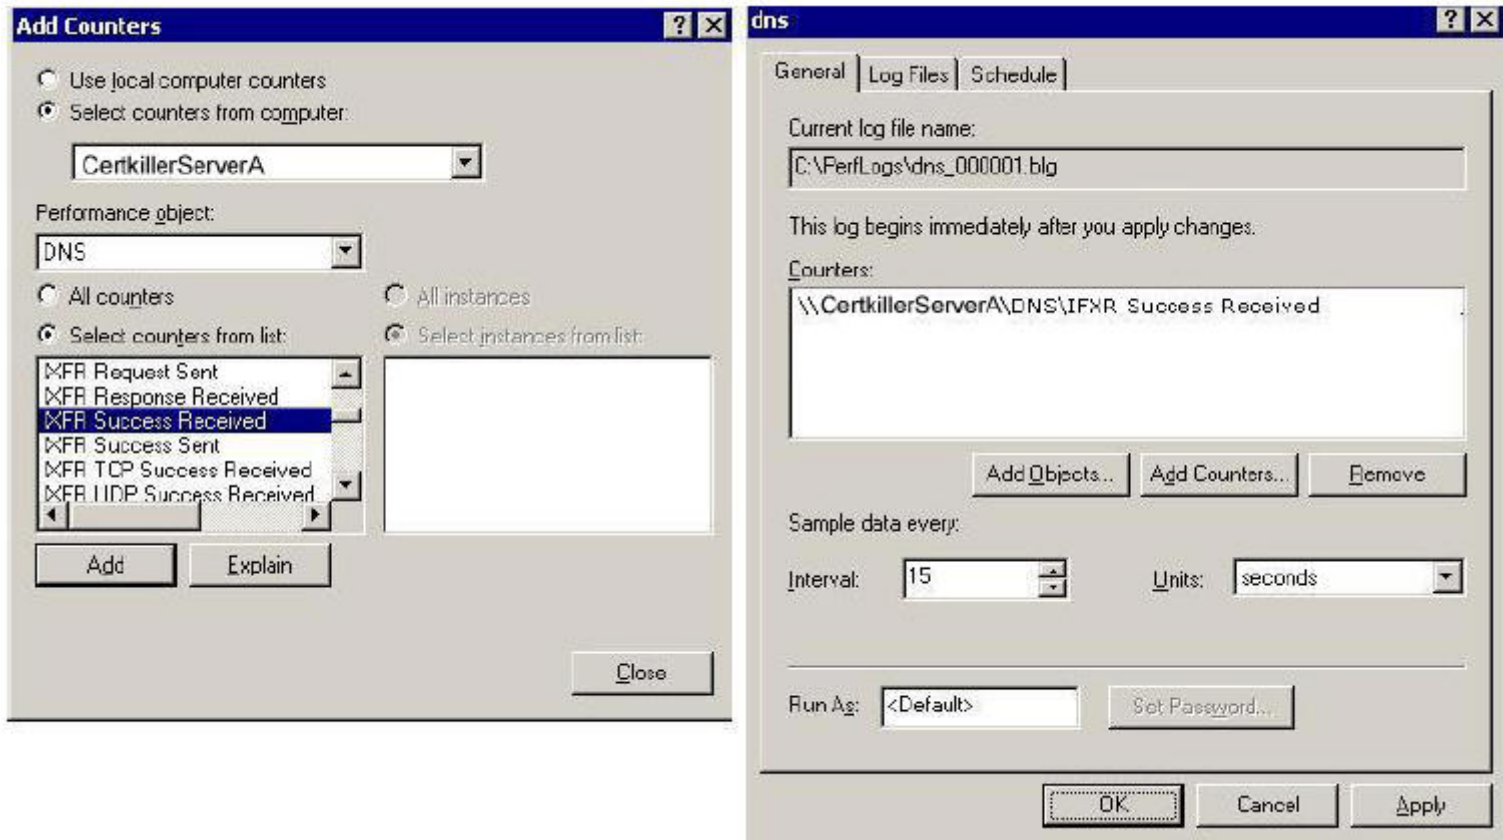 Add Counters
Use local computer counters
Select counters from computer:
CertkillerServerA
Performance object:
DNS
All counters
All instances
Select counters from list:
Select instances from list:
IXFR Request Sent
IXFR Response Received
IXFR Success Received
IXFR Success Sent
IXFR TCP Success Received
IXFR UDP Success Received
Add
Explain
Close
dns
General
Log Files
Schedule
Current log file name:
C:\PerfLogs\dns_000001.blg
This log begins immediately after you apply changes.
Counters:
\\CertkillerServerA\DNS\IFXR Success Received
Add Objects...
Add Counters...
Remove
Sample data every:
Interval:
15
Units:
seconds
Run As:
<Default>
Set Password...
OK
Cancel
Apply